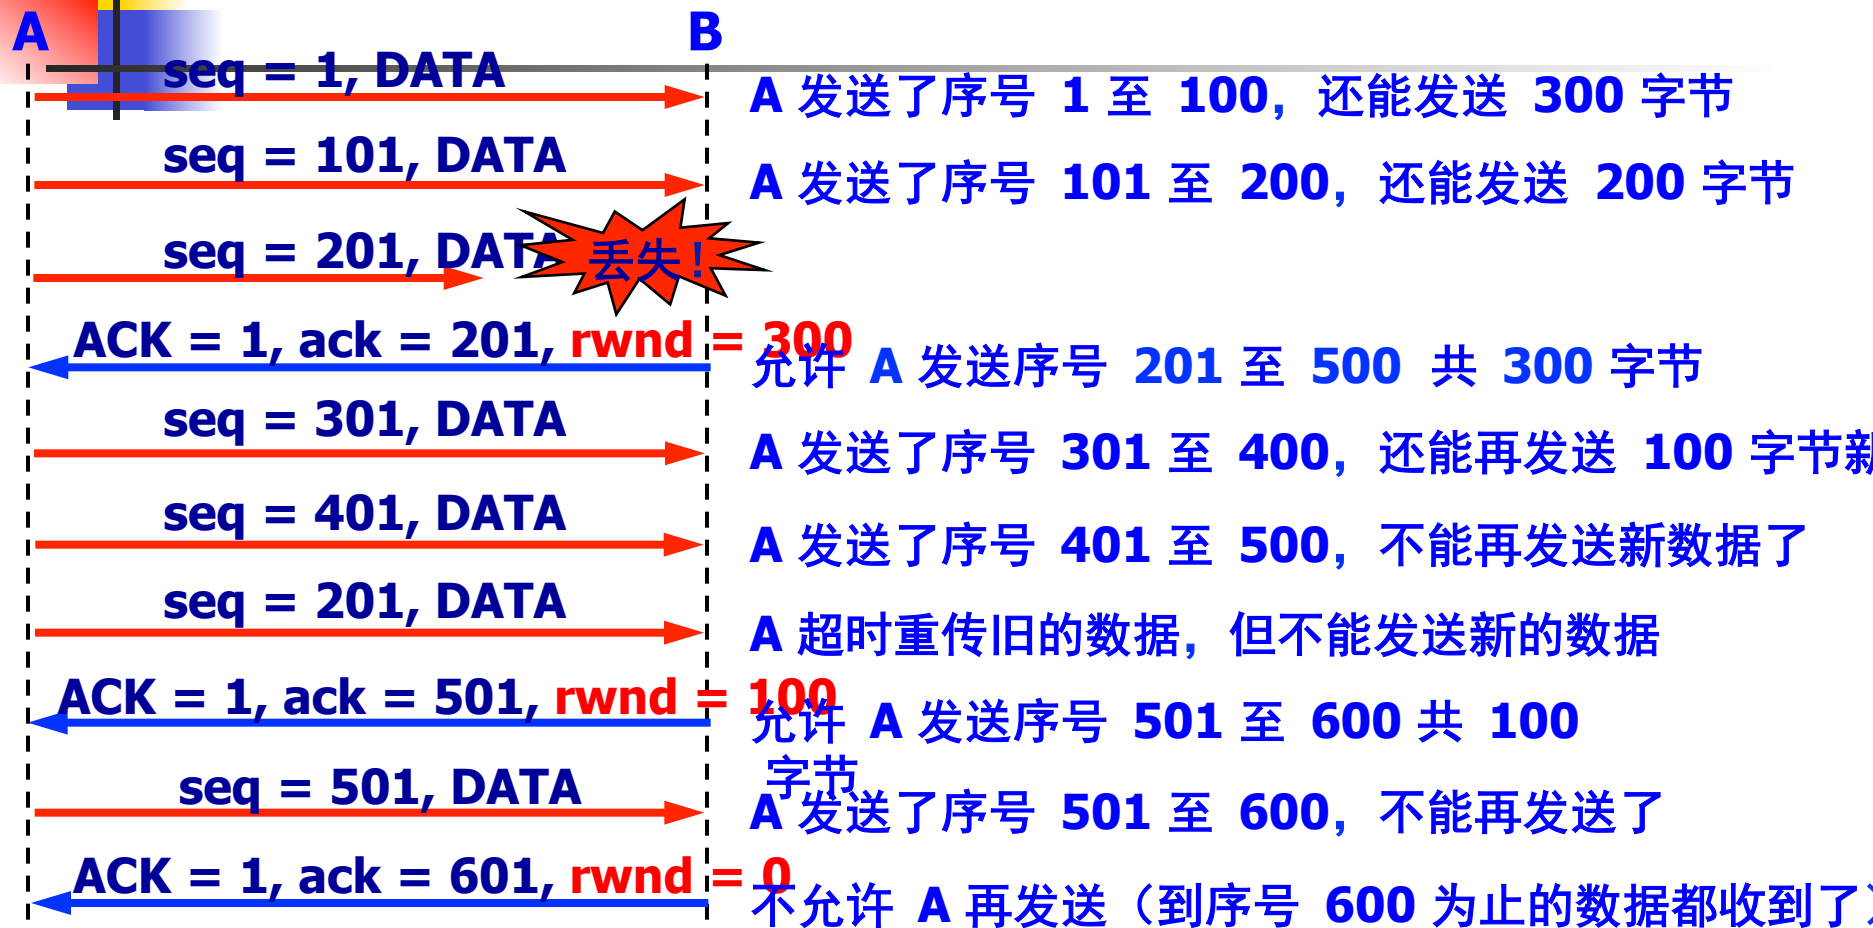 A
B
seq = 1, DATA
A 发送了序号 1 至 100，还能发送 300 字节
seq = 101, DATA
A 发送了序号 101 至 200，还能发送 200 字节
seq = 201, DATA
丢失！
ACK = 1, ack = 201, rwnd = 300
允许 A 发送序号 201 至 500 共 300 字节
seq = 301, DATA
A 发送了序号 301 至 400，还能再发送 100 字节新
seq = 401, DATA
A 发送了序号 401 至 500，不能再发送新数据了
seq = 201, DATA
A 超时重传旧的数据，但不能发送新的数据
ACK = 1, ack = 501, rwnd = 100
允许 A 发送序号 501 至 600 共 100
字节
seq = 501, DATA
A 发送了序号 501 至 600，不能再发送了
ACK = 1, ack = 601, rwnd = 0
不允许 A 再发送（到序号 600 为止的数据都收到了）